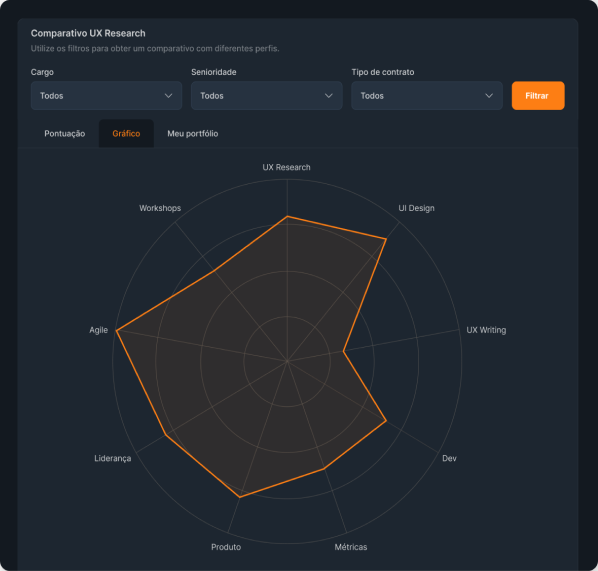 Comparativo UX Research
Utilize os filtros para obter um comparativo com diferentes perfis.
Cargo
Senioridade
Tipo de contrato
Todos
Todos
Todos
Filtrar
Pontuação
Gráfico
Meu portfólio
UX Research
Workshops
UI Design
Agile
UX Writing
Liderança
Dev
Produto
Métricas